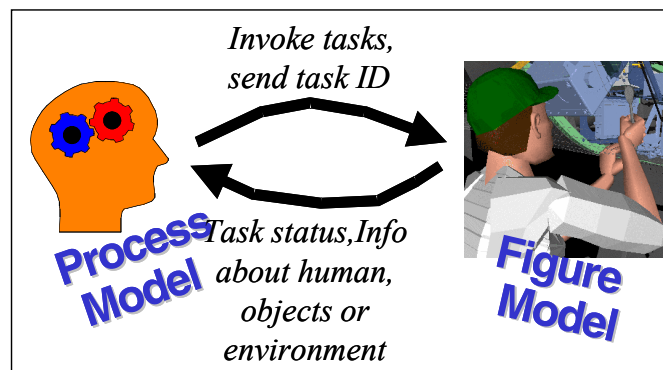 Invoke tasks,
send task ID
Process
Model
Task status,Info
about human,
objects or
environment
Figure
Model